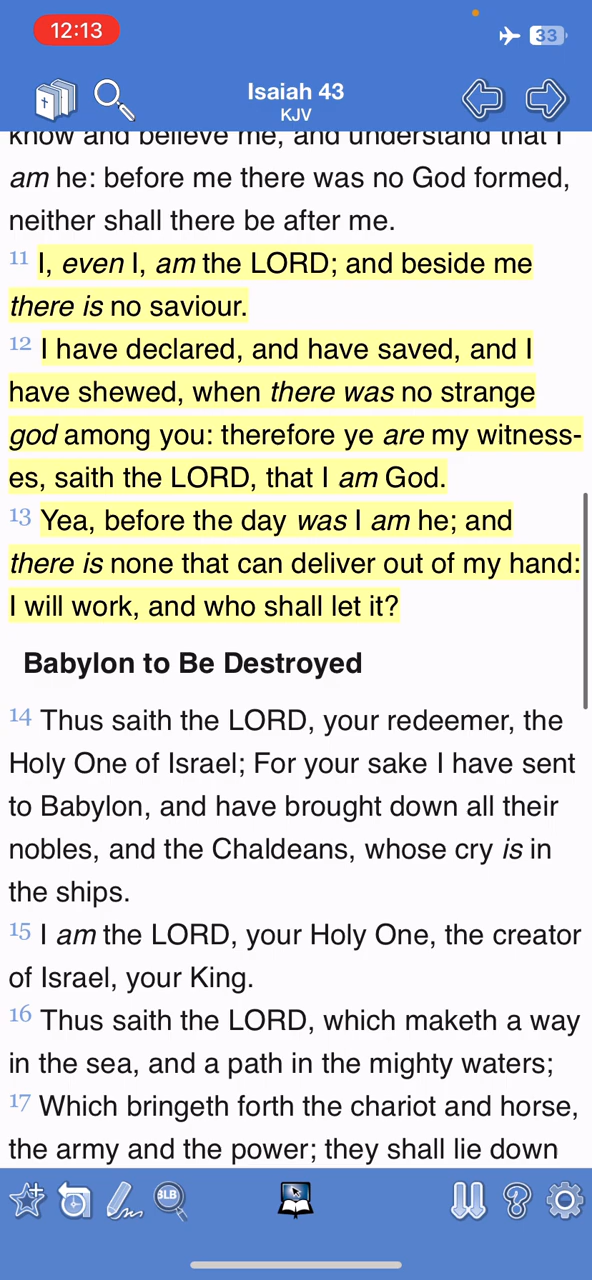 12:13
33
Isaiah 43
KJV
know and believe me, and understand that I
am he: before me there was no God formed,
neither shall there be after me.
11 I, even I, am the LORD; and beside me
there is no saviour.
12 I have declared, and have saved, and I
have shewed, when there was no strange
god among you: therefore ye are my witness-
es, saith the LORD, that I am God.
13 Yea, before the day was I am he; and
there is none that can deliver out of my hand:
I will work, and who shall let it?
Babylon to Be Destroyed
14 Thus saith the LORD, your redeemer, the
Holy One of Israel; For your sake I have sent
to Babylon, and have brought down all their
nobles, and the Chaldeans, whose cry is in
the ships.
15 I am the LORD, your Holy One, the creator
of Israel, your King.
16 Thus saith the LORD, which maketh a way
in the sea, and a path in the mighty waters;
17 Which bringeth forth the chariot and horse,
the army and the power; they shall lie down
BLB